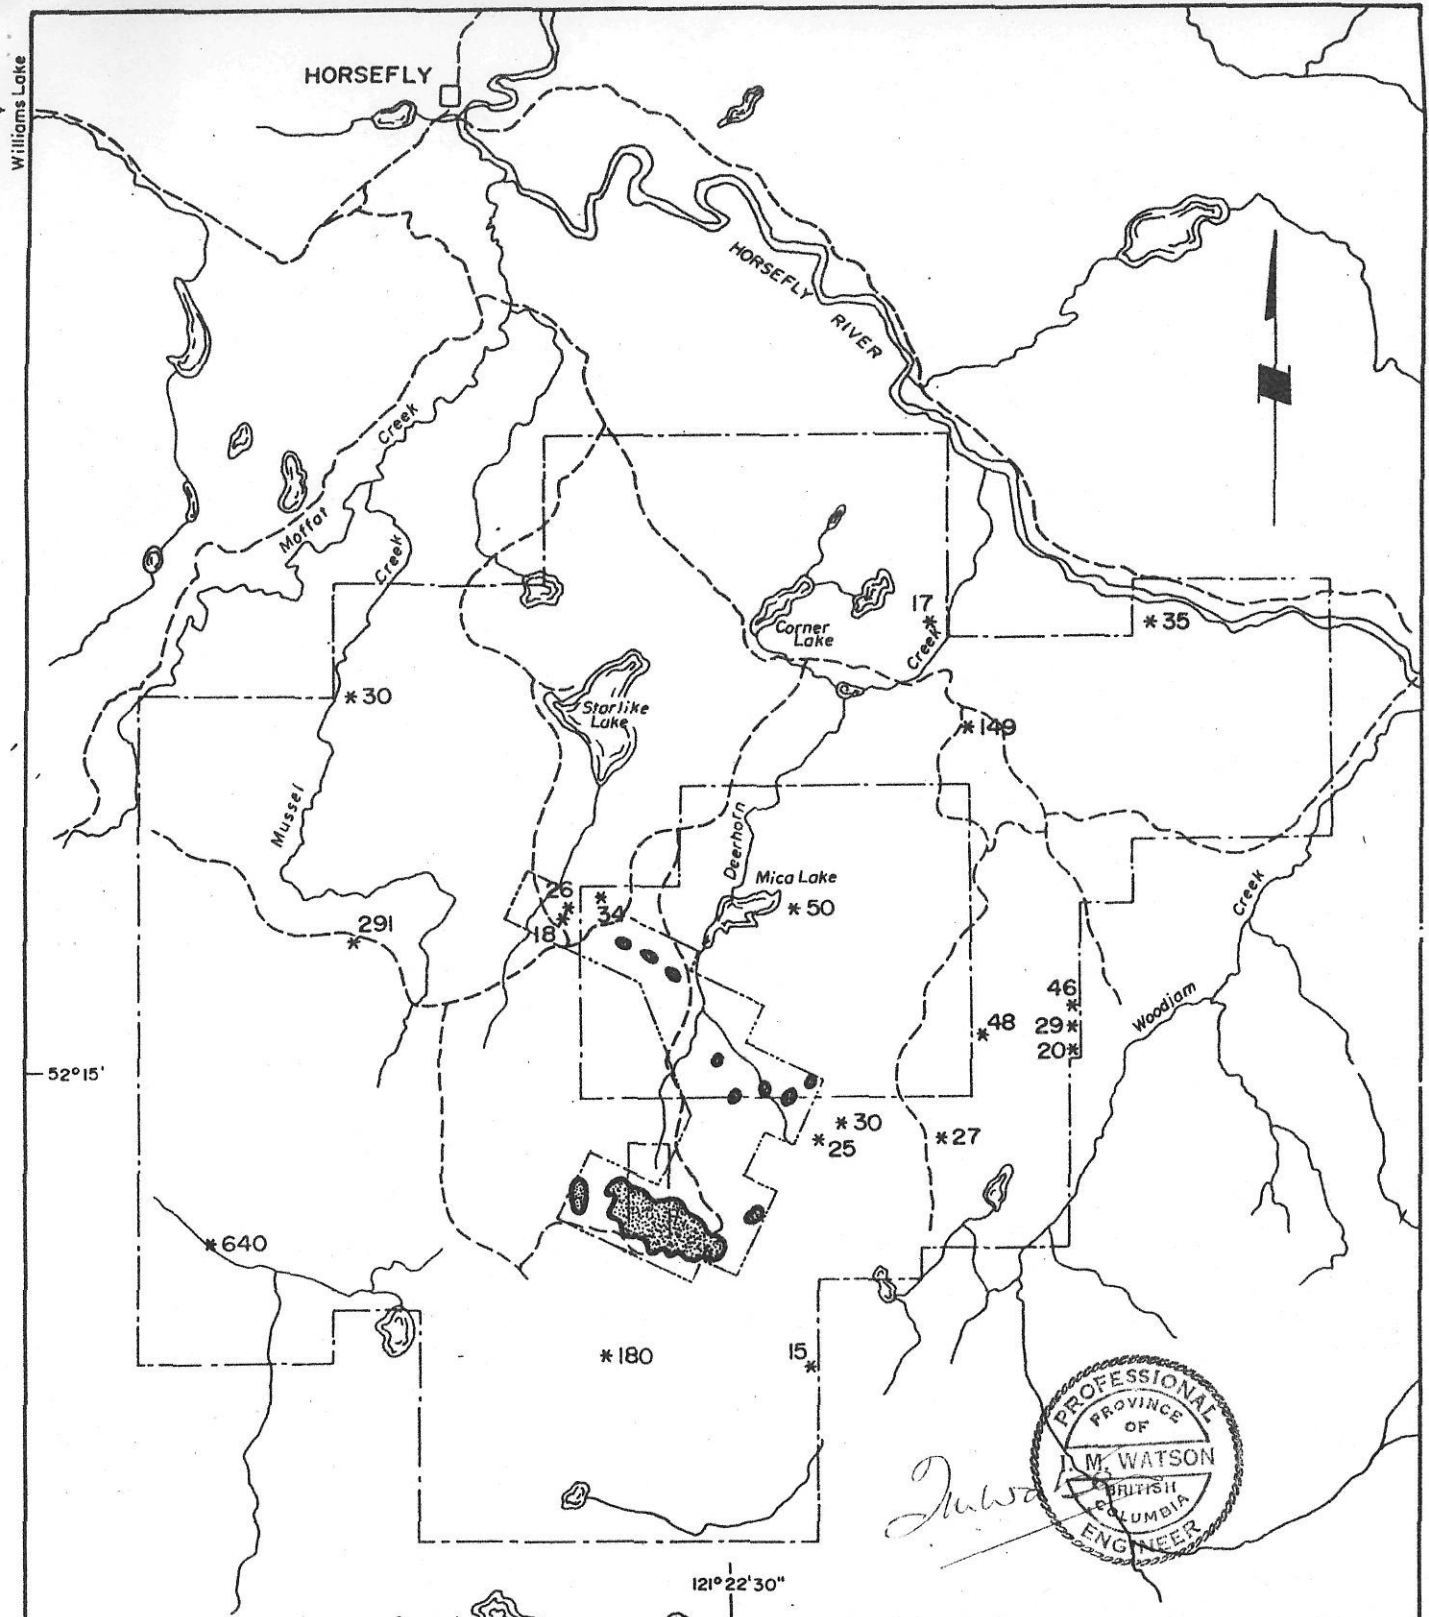 Williams Lake
HORSEFLY
HORSEFLY
RIVER
Creek
Moffat
Creek
17
Corner
Lake
Creek
* 35
* 30
Starlike
Lake
* 149
Mussel
Deerhorn
Mica Lake
26
* 50
34
Creek
291
18
46
Woodjam
* 48
29 *
20 *
52°15'
* 30
* 27
25
* 640
* 180
15
PROFESSIONAL
PROVINCE
OF
I. M. WATSON
BRITISH
COLUMBIA
ENGINEER
121° 22'30"